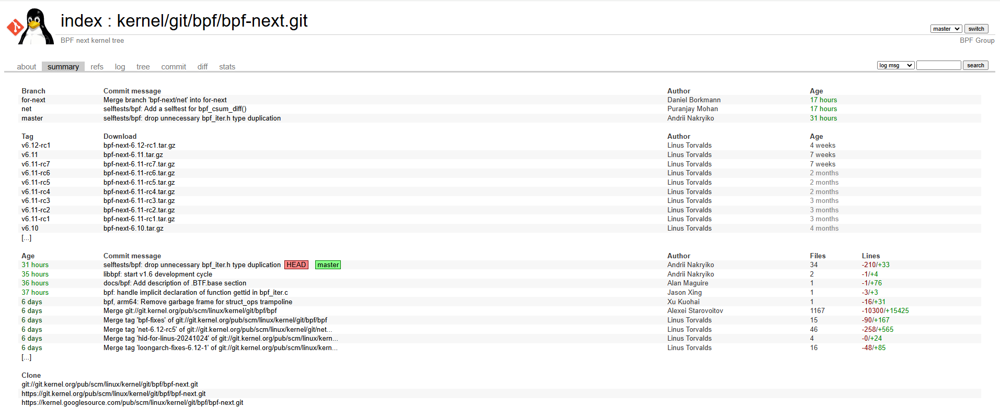 index : kernel/git/bpf/bpf-next.git
master switch
BPF next kernel tree BPF Group
about summary refs log tree commit diff stats log msg search
Branch Commit message Author Age
for-next Merge branch 'bpf-next/net' into for-next Daniel Borkmann 17 hours
net selftests/bpf: Add a selftest for bpf_csum_diff() Puranjay Mohan 17 hours
master selftests/bpf: drop unnecessary bpf_iter.h type duplication Andrii Nakryiko 31 hours
Tag Download Author Age
v6.12-rc1 bpf-next-6.12-rc1.tar.gz Linus Torvalds 4 weeks
v6.11 bpf-next-6.11.tar.gz Linus Torvalds 7 weeks
v6.11-rc7 bpf-next-6.11-rc7.tar.gz Linus Torvalds 7 weeks
v6.11-rc6 bpf-next-6.11-rc6.tar.gz Linus Torvalds 2 months
v6.11-rc5 bpf-next-6.11-rc5.tar.gz Linus Torvalds 2 months
v6.11-rc4 bpf-next-6.11-rc4.tar.gz Linus Torvalds 2 months
v6.11-rc3 bpf-next-6.11-rc3.tar.gz Linus Torvalds 3 months
v6.11-rc2 bpf-next-6.11-rc2.tar.gz Linus Torvalds 3 months
v6.11-rc1 bpf-next-6.11-rc1.tar.gz Linus Torvalds 3 months
v6.10 bpf-next-6.10.tar.gz Linus Torvalds 4 months
[...]
Age Commit message Author Files Lines
31 hours selftests/bpf: drop unnecessary bpf_iter.h type duplication HEAD master Andrii Nakryiko 34 -210/+33
35 hours libbpf: start v1.6 development cycle Andrii Nakryiko 2 -1/+4
36 hours docs/bpf: Add description of .BTF.base section Alan Maguire 1 -1/+76
37 hours bpf: handle implicit declaration of function gettid in bpf_iter.c Jason Xing 1 -3/+3
6 days bpf, arm64: Remove garbage frame for struct_ops trampoline Xu Kuohai 1 -16/+31
6 days Merge git://git.kernel.org/pub/scm/linux/kernel/git/bpf/bpf Alexei Starovoitov 1167 -10300/+15425
6 days Merge tag 'bpf-fixes' of git://git.kernel.org/pub/scm/linux/kernel/git/bpf/bpf Linus Torvalds 15 -90/+167
6 days Merge tag 'net-6.12-rc5' of git://git.kernel.org/pub/scm/linux/kernel/git/net... Linus Torvalds 46 -258/+565
6 days Merge tag 'hid-for-linus-20241024' of git://git.kernel.org/pub/scm/linux/kern... Linus Torvalds 4 -0/+24
6 days Merge tag 'loongarch-fixes-6.12-1' of git://git.kernel.org/pub/scm/linux/kern... Linus Torvalds 16 -48/+85
[...]
Clone
git://git.kernel.org/pub/scm/linux/kernel/git/bpf/bpf-next.git
https://git.kernel.org/pub/scm/linux/kernel/git/bpf/bpf-next.git
https://kernel.googlesource.com/pub/scm/linux/kernel/git/bpf/bpf-next.git